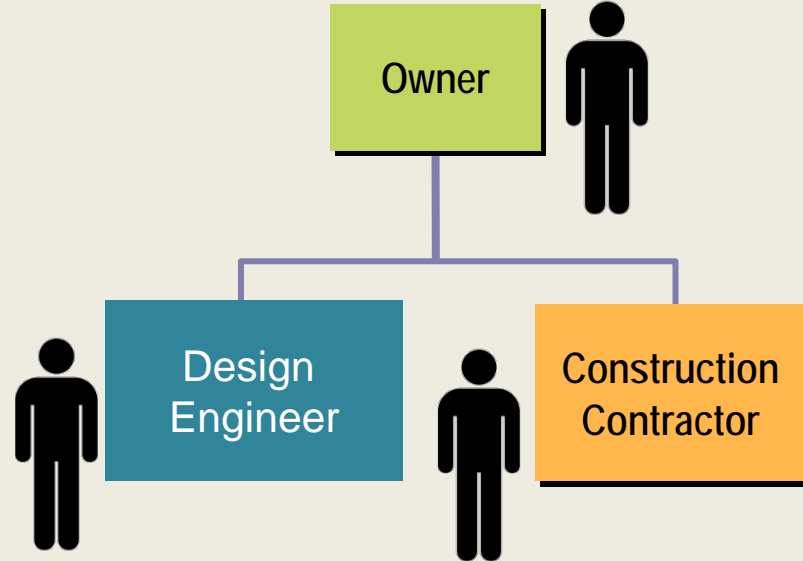 Owner
Design
Engineer
Construction
Contractor